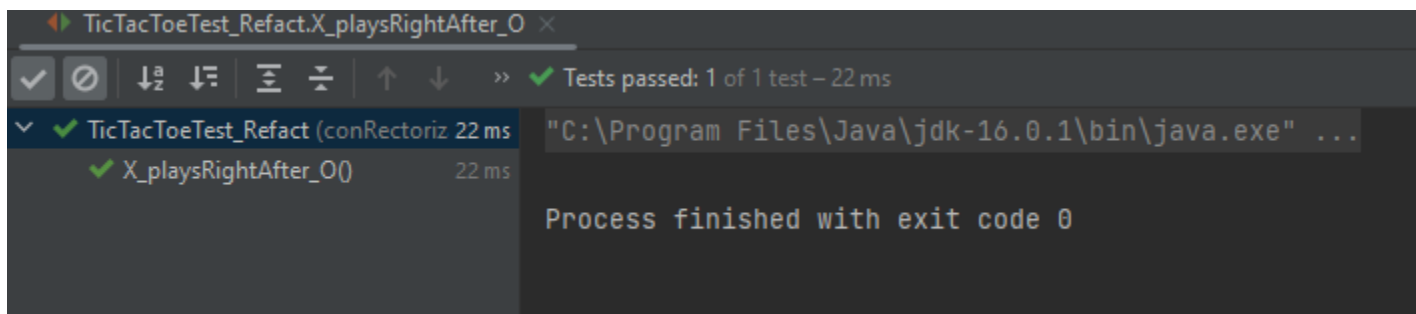 TicTacToeTest_Refact.X_playsRightAfter_O
Tests passed: 1 of 1 test – 22 ms
TicTacToeTest_Refact (conRectoriz 22 ms
"C:\Program Files\Java\jdk-16.0.1\bin\java.exe" ...
X_playsRightAfter_O() 22 ms
Process finished with exit code 0